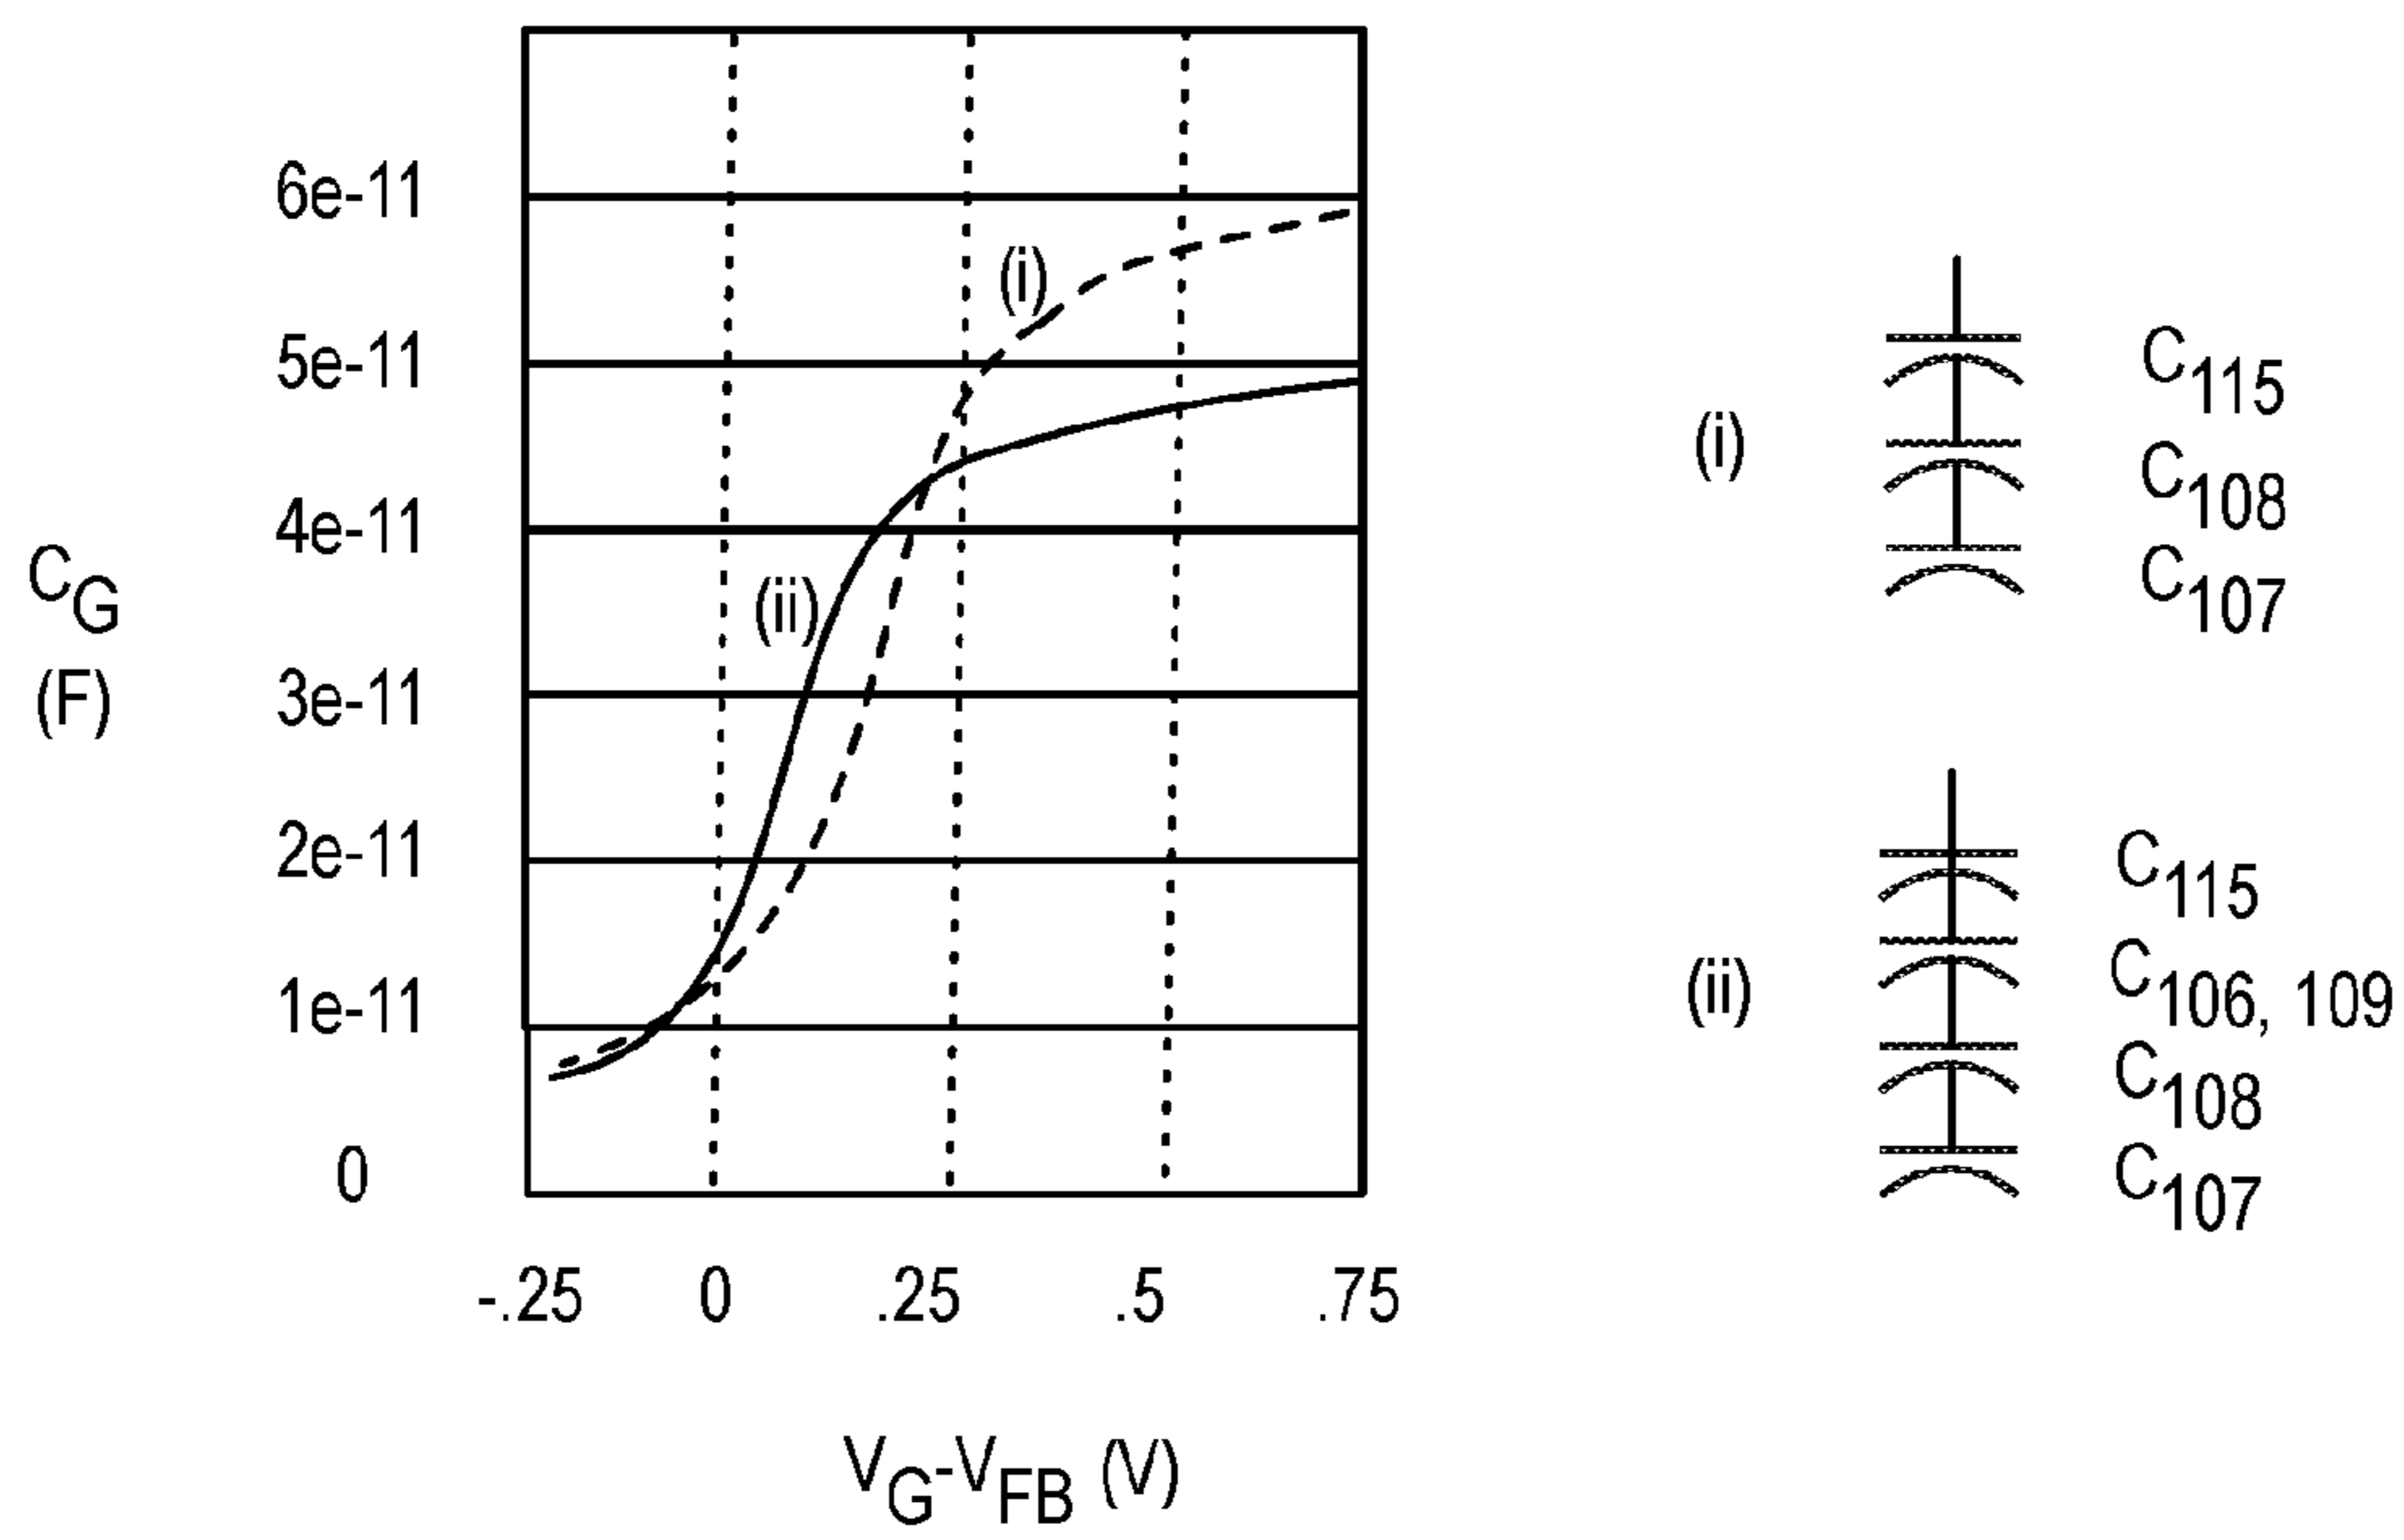 6e-11
5e-11
4e-11
3e-11
2e-11
1e-11
0
CG
(F)
(i)
(ii)
-.25 0 .25 .5 .75
VG-VFB (V)
(i)
C115
C108
C107
(ii)
C115
C106, 109
C108
C107